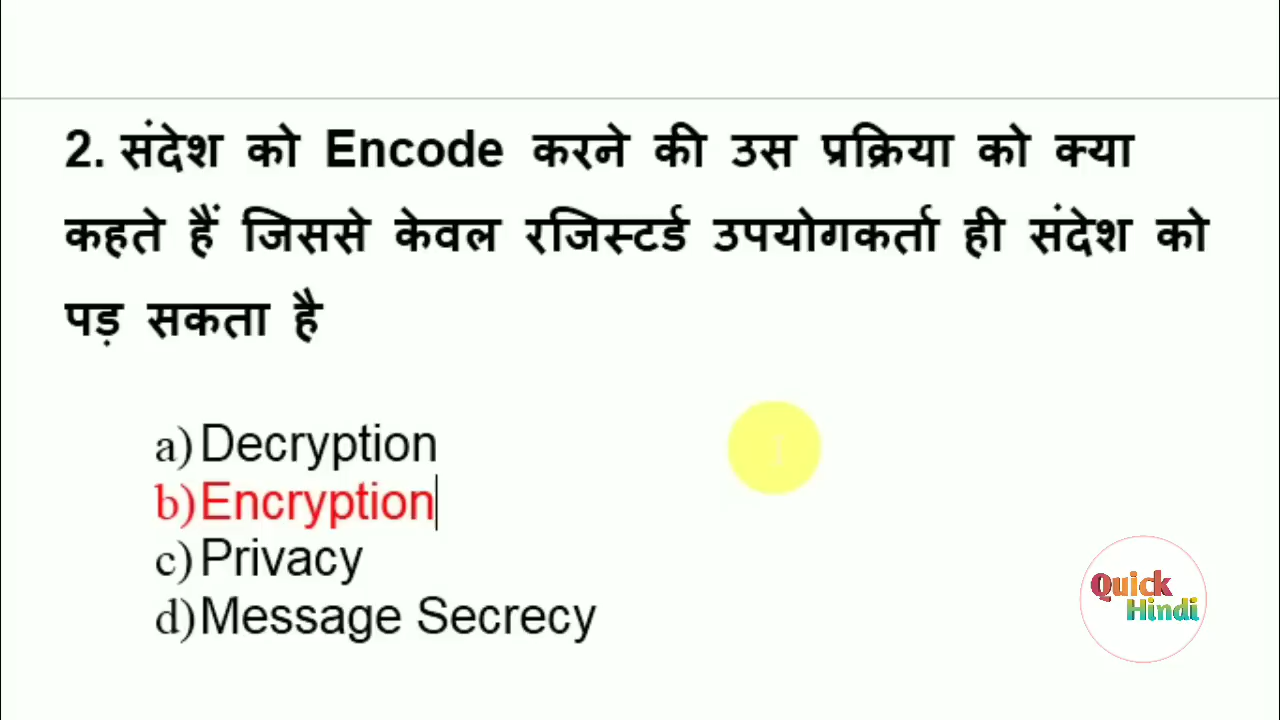 2. संदेश को Encode करने की उस प्रक्रिया को क्या
कहते हैं जिससे केवल रजिस्टर्ड उपयोगकर्ता ही संदेश को
पड़ सकता है
a) Decryption
b) Encryption
c) Privacy
d) Message Secrecy
Quick
Hindi